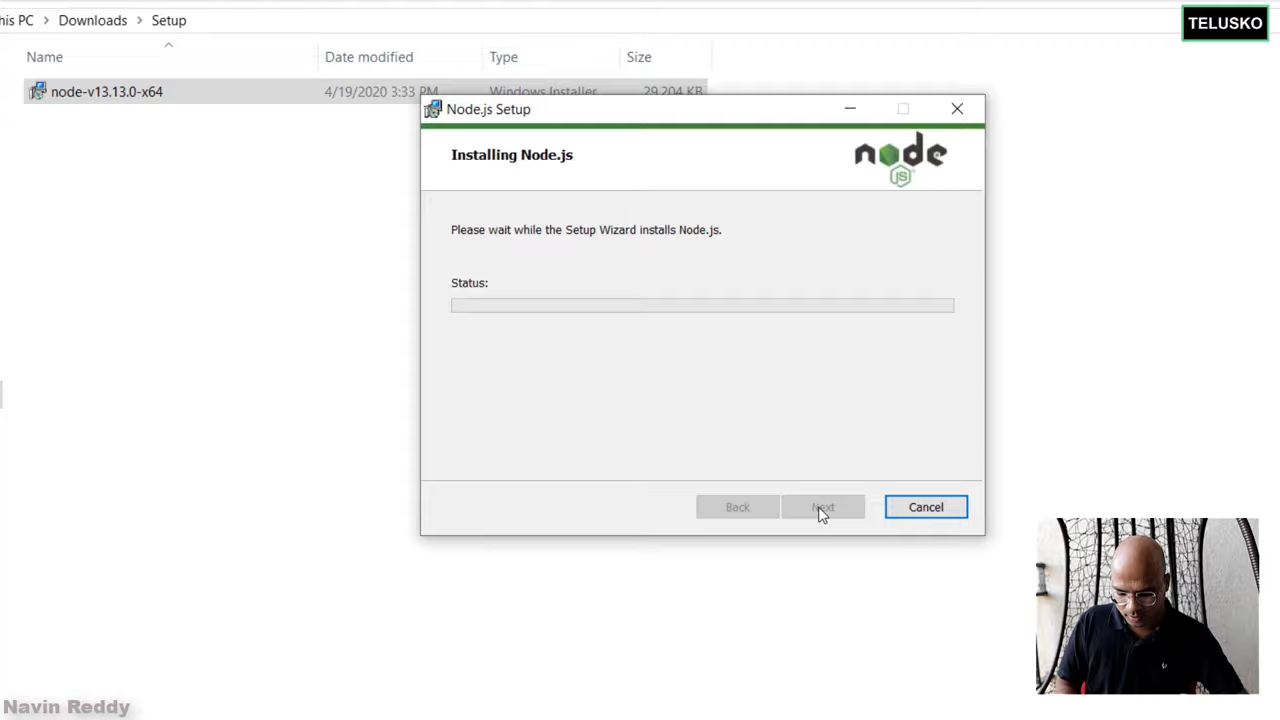 his PC > Downloads > Setup
TELUSKO
Name Date modified Type Size
node-v13.13.0-x64 4/19/2020 3:33 PM Windows Installer 29,204 KB
Node.js Setup
Installing Node.js
node
JS
Please wait while the Setup Wizard installs Node.js.
Status:
Back Next Cancel
Navin Reddy